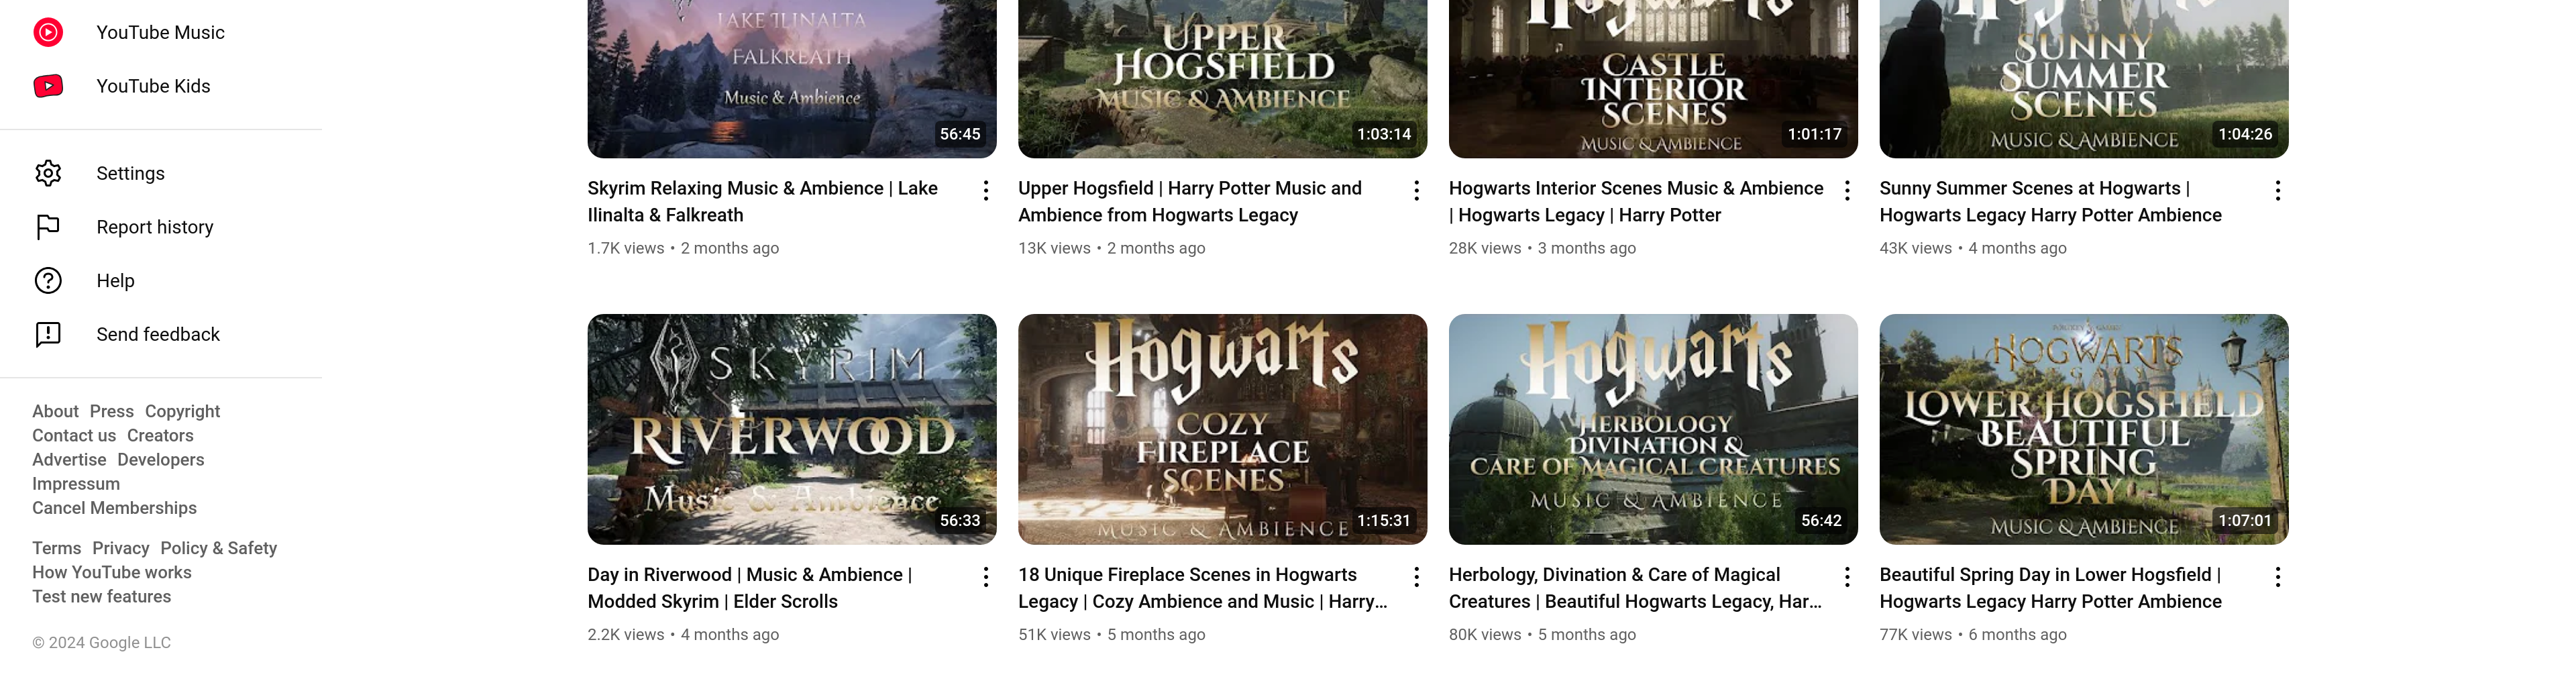 YouTube Music
YouTube Kids
Settings
Report history
Help
Send feedback
About Press Copyright
Contact us Creators
Advertise Developers
Impressum
Cancel Memberships
Terms Privacy Policy & Safety
How YouTube works
Test new features
© 2024 Google LLC
LAKE ILINALTA
FALKREATH
Music & Ambience
56:45
Skyrim Relaxing Music & Ambience | Lake
Ilinalta & Falkreath
1.7K views • 2 months ago
UPPER
HOGSFIELD
MUSIC & AMBIENCE
1:03:14
Upper Hogsfield | Harry Potter Music and
Ambience from Hogwarts Legacy
13K views • 2 months ago
Hogwarts
CASTLE
INTERIOR
SCENES
MUSIC & AMBIENCE
1:01:17
Hogwarts Interior Scenes Music & Ambience
| Hogwarts Legacy | Harry Potter
28K views • 3 months ago
Hogwarts
SUNNY
SUMMER
SCENES
MUSIC & AMBIENCE
1:04:26
Sunny Summer Scenes at Hogwarts |
Hogwarts Legacy Harry Potter Ambience
43K views • 4 months ago
SKYRIM
RIVERWOOD
Music & Ambience
56:33
Day in Riverwood | Music & Ambience |
Modded Skyrim | Elder Scrolls
2.2K views • 4 months ago
Hogwarts
COZY
FIREPLACE
SCENES
MUSIC & AMBIENCE
1:15:31
18 Unique Fireplace Scenes in Hogwarts
Legacy | Cozy Ambience and Music | Harry...
51K views • 5 months ago
Hogwarts
HERBOLOGY
DIVINATION &
CARE OF MAGICAL CREATURES
MUSIC & AMBIENCE
56:42
Herbology, Divination & Care of Magical
Creatures | Beautiful Hogwarts Legacy, Har...
80K views • 5 months ago
HOGWARTS
LOWER HOGSFIELD
BEAUTIFUL
SPRING
DAY
MUSIC & AMBIENCE
1:07:01
Beautiful Spring Day in Lower Hogsfield |
Hogwarts Legacy Harry Potter Ambience
77K views • 6 months ago